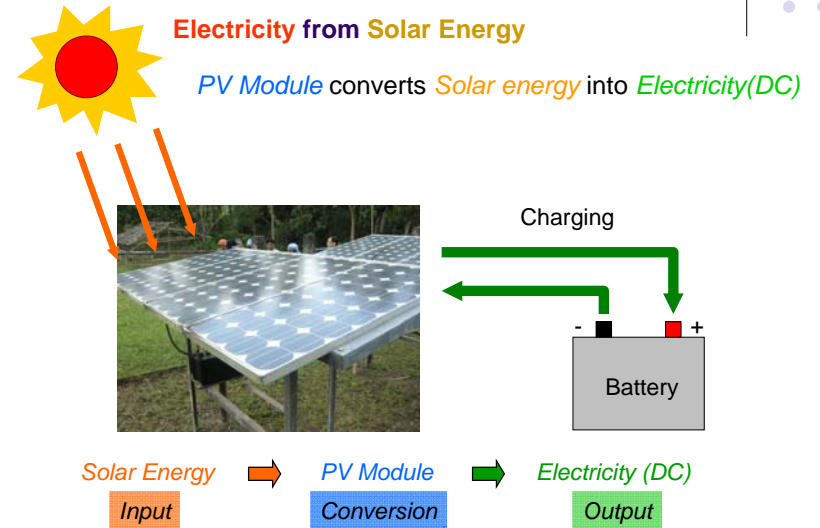 Electricity from Solar Energy
PV Module converts Solar energy into Electricity(DC)
Charging
- +
Battery
Solar Energy PV Module Electricity (DC)
Input Conversion Output